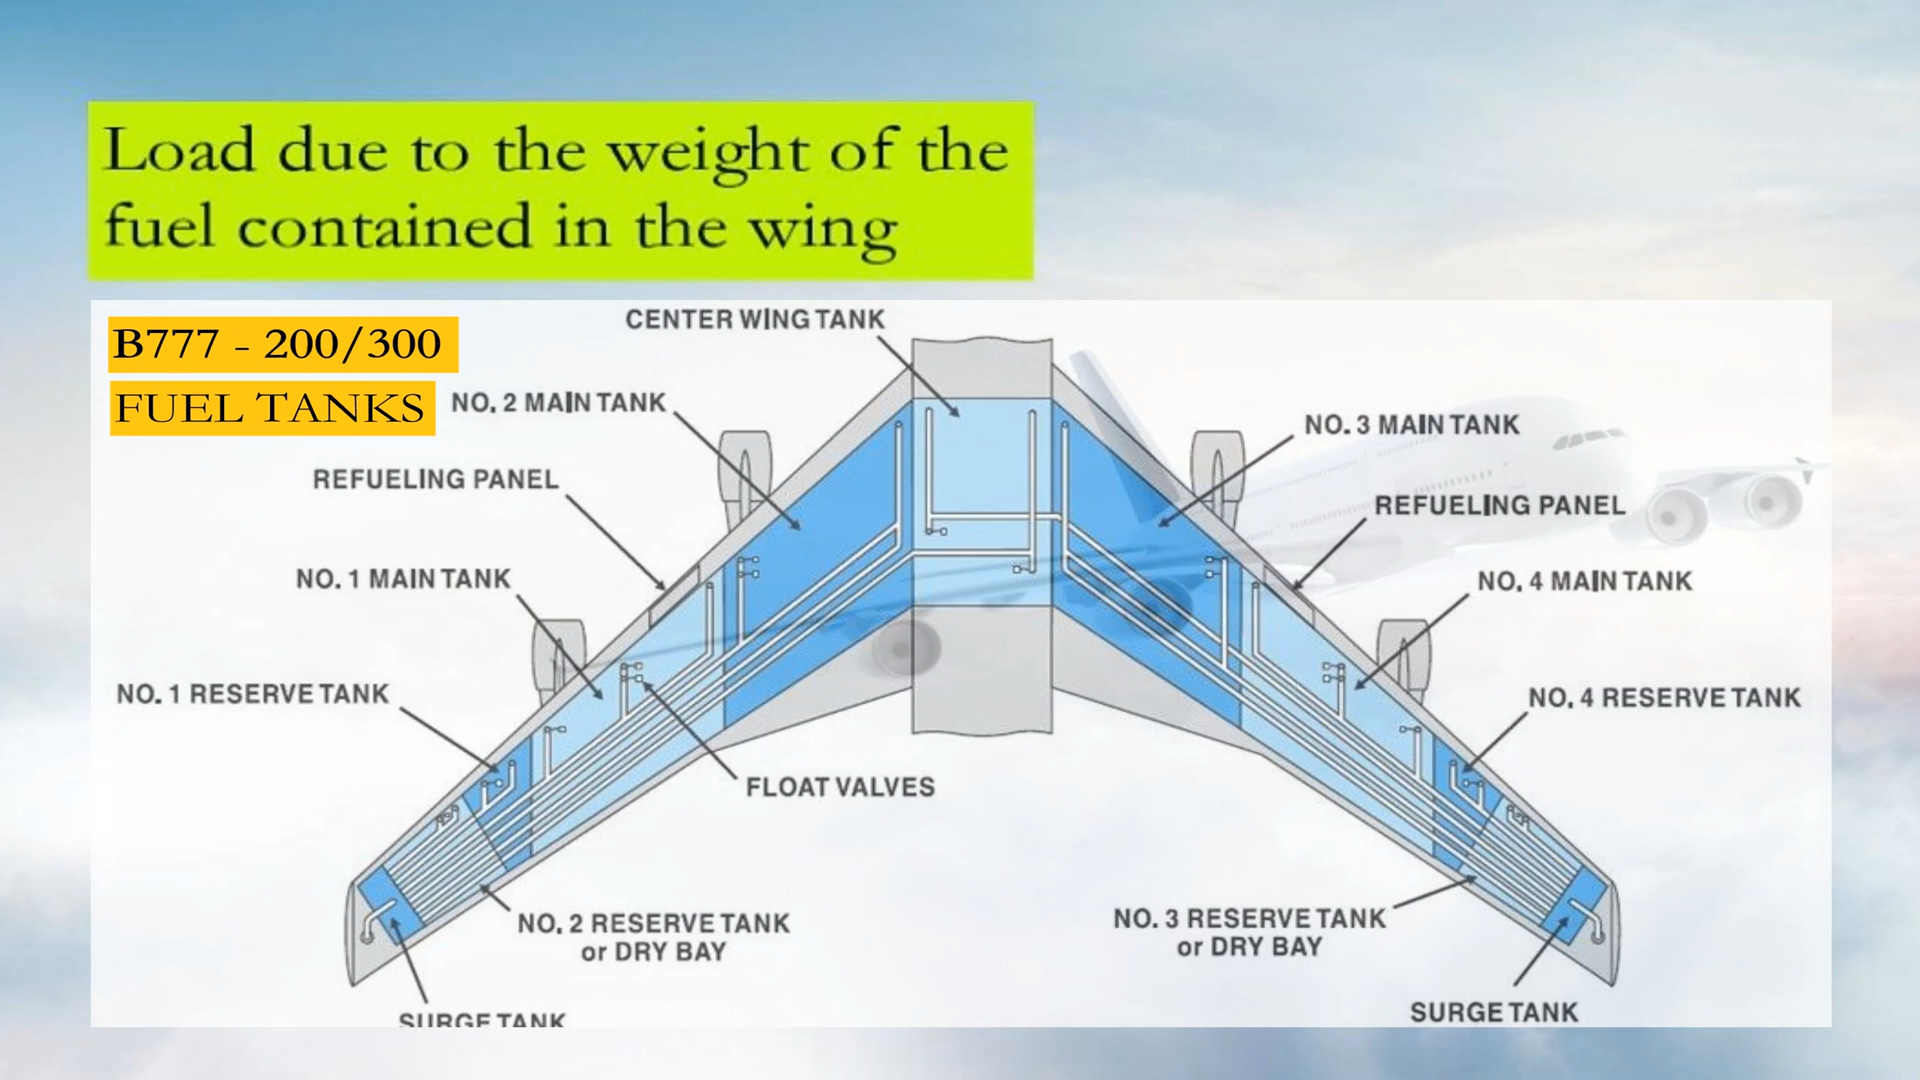 Load due to the weight of the
fuel contained in the wing
B777 - 200/300
FUEL TANKS
CENTER WING TANK
NO. 2 MAIN TANK
NO. 3 MAIN TANK
REFUELING PANEL
REFUELING PANEL
NO. 1 MAIN TANK
NO. 4 MAIN TANK
NO. 1 RESERVE TANK
NO. 4 RESERVE TANK
FLOAT VALVES
NO. 2 RESERVE TANK
or DRY BAY
NO. 3 RESERVE TANK
or DRY BAY
SURGE TANK
SURGE TANK